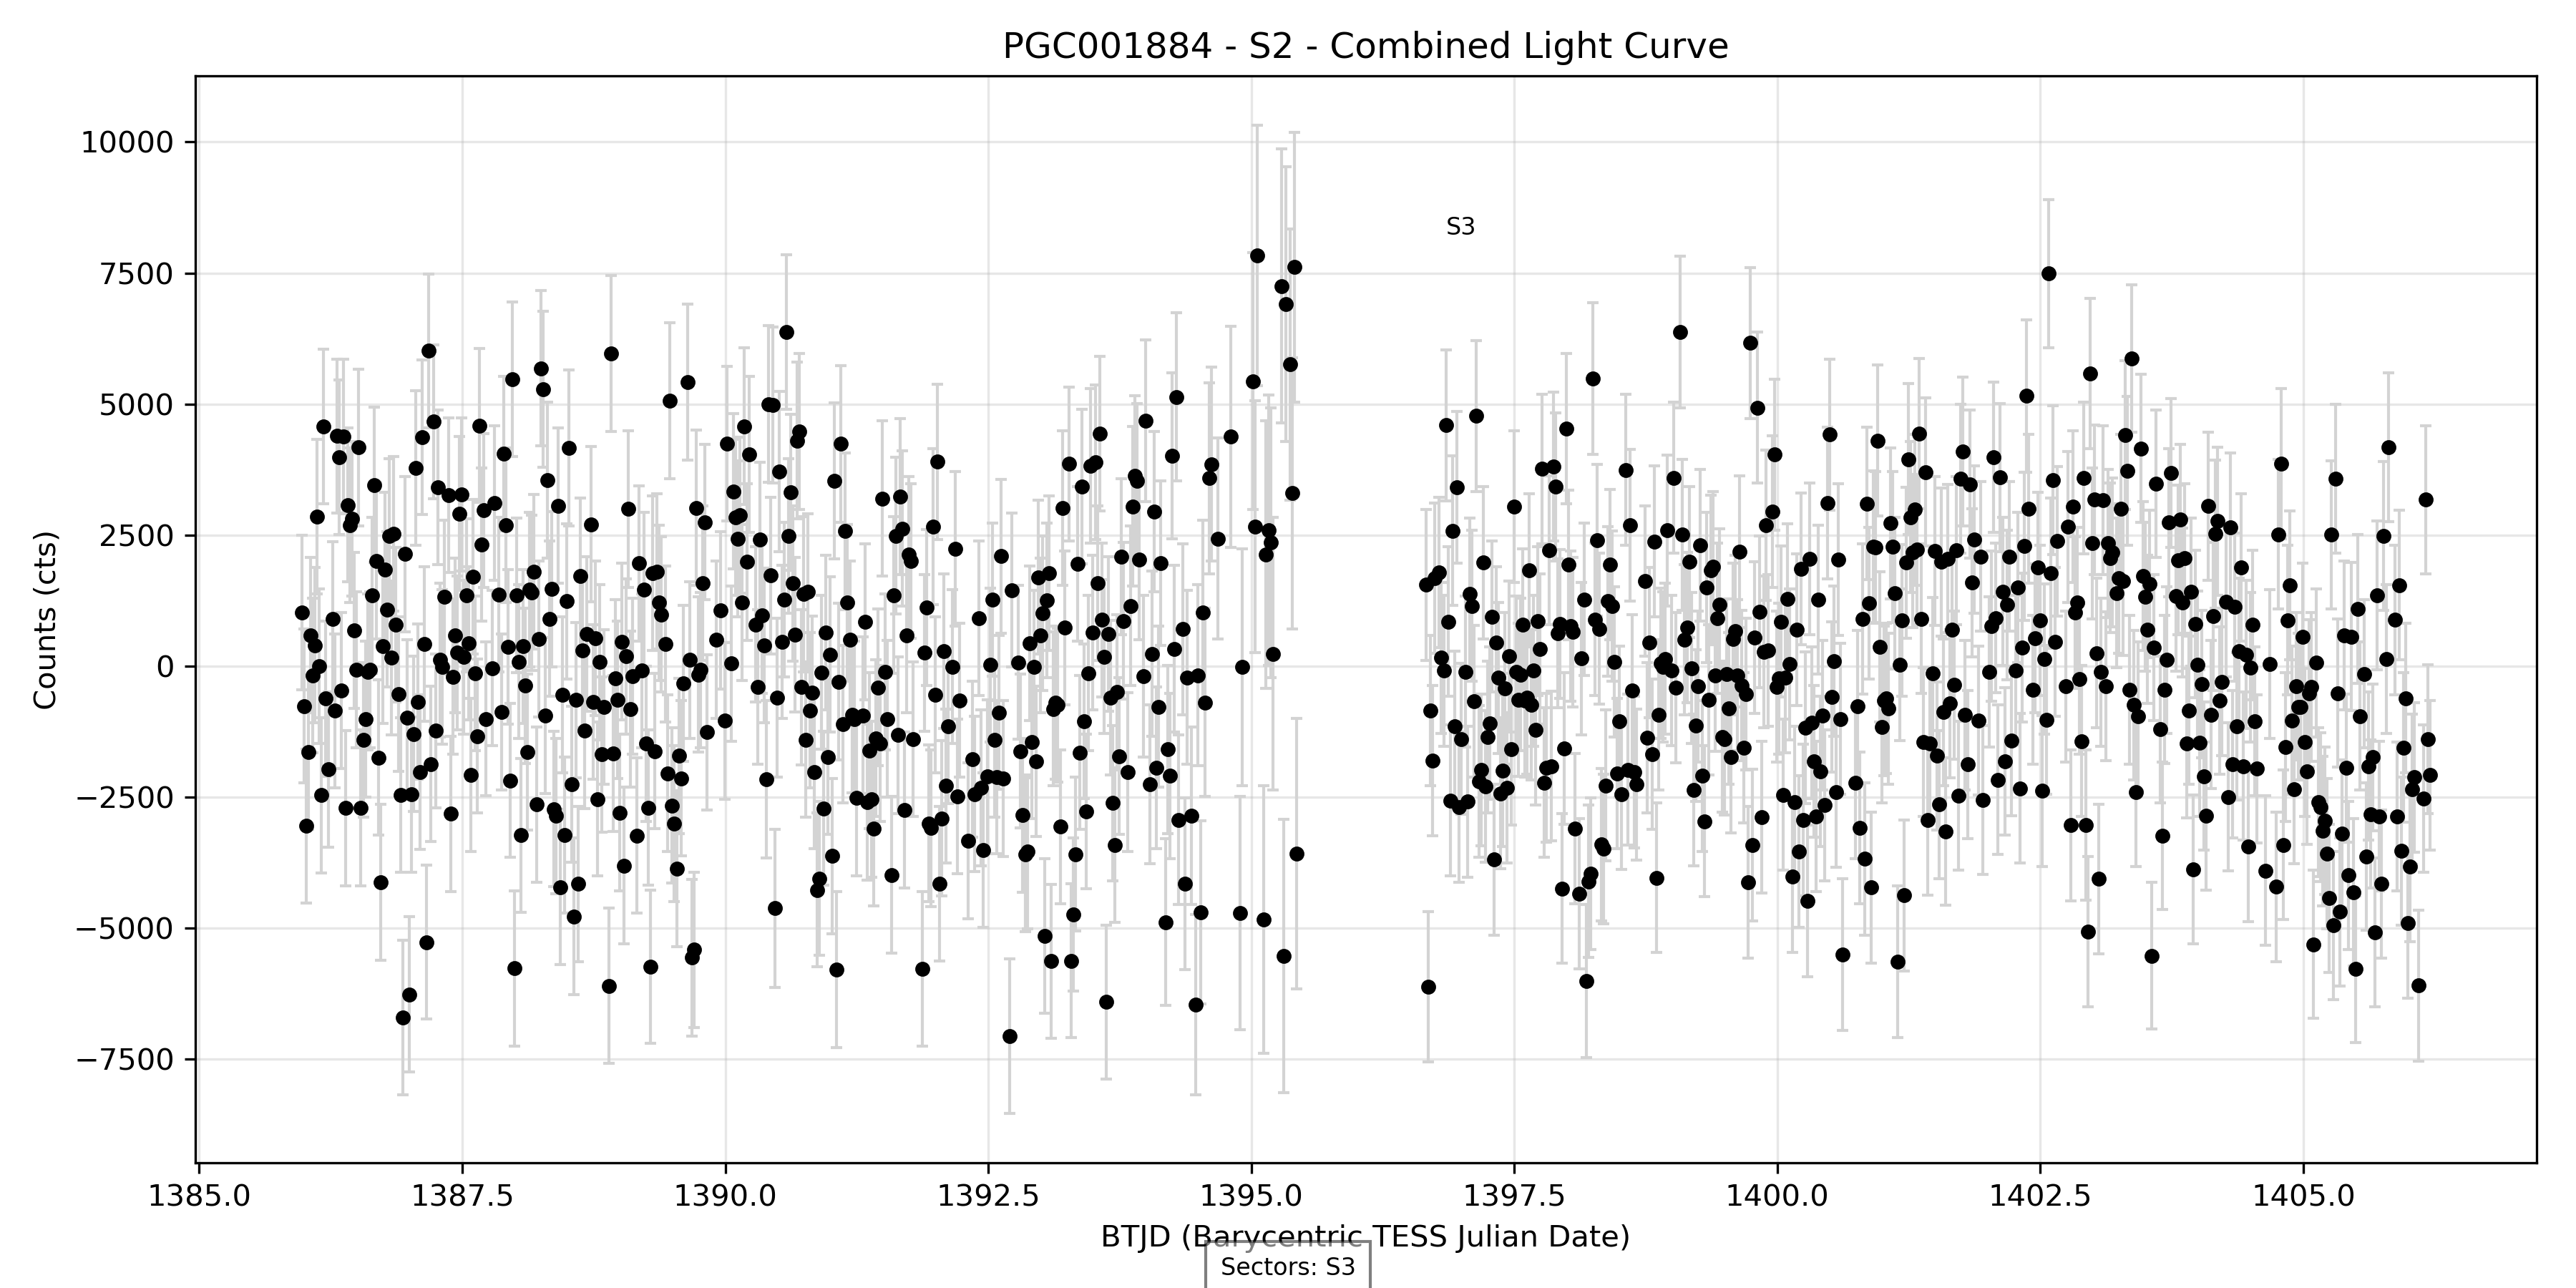 PGC001884 - S2 - Combined Light Curve
Counts (cts)
10000
7500
5000
2500
0
−2500
−5000
−7500
S3
1385.0 1387.5 1390.0 1392.5 1395.0 1397.5 1400.0 1402.5 1405.0
BTJD (Barycentric TESS Julian Date)
Sectors: S3